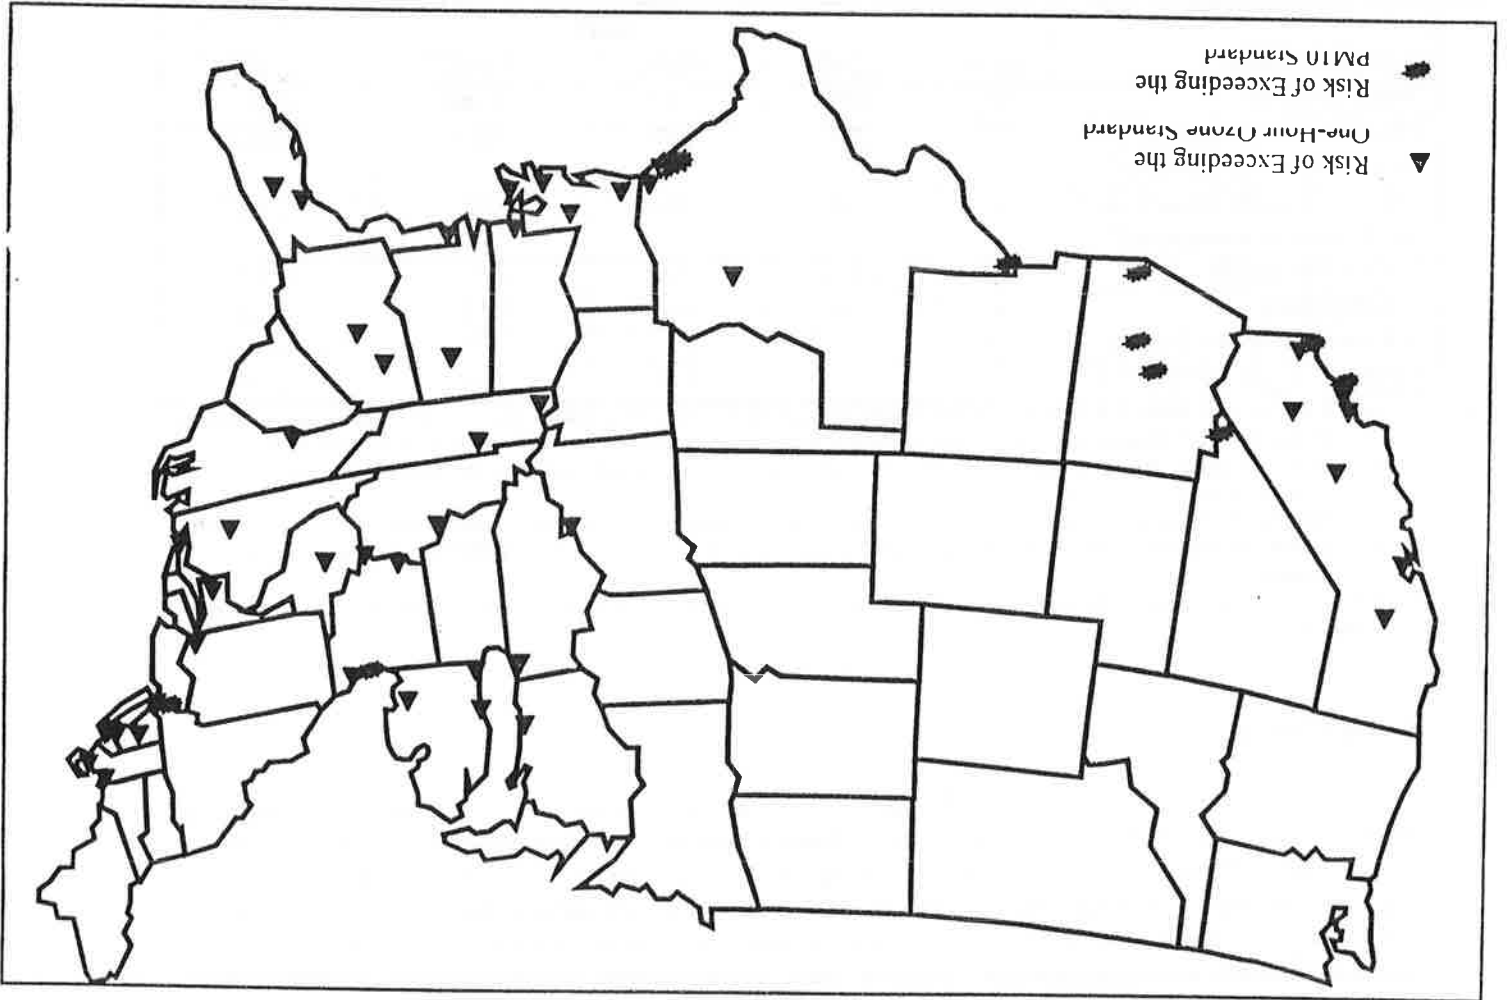 Risk of Exceeding the
One-Hour Ozone Standard
Risk of Exceeding the
PM10 Standard